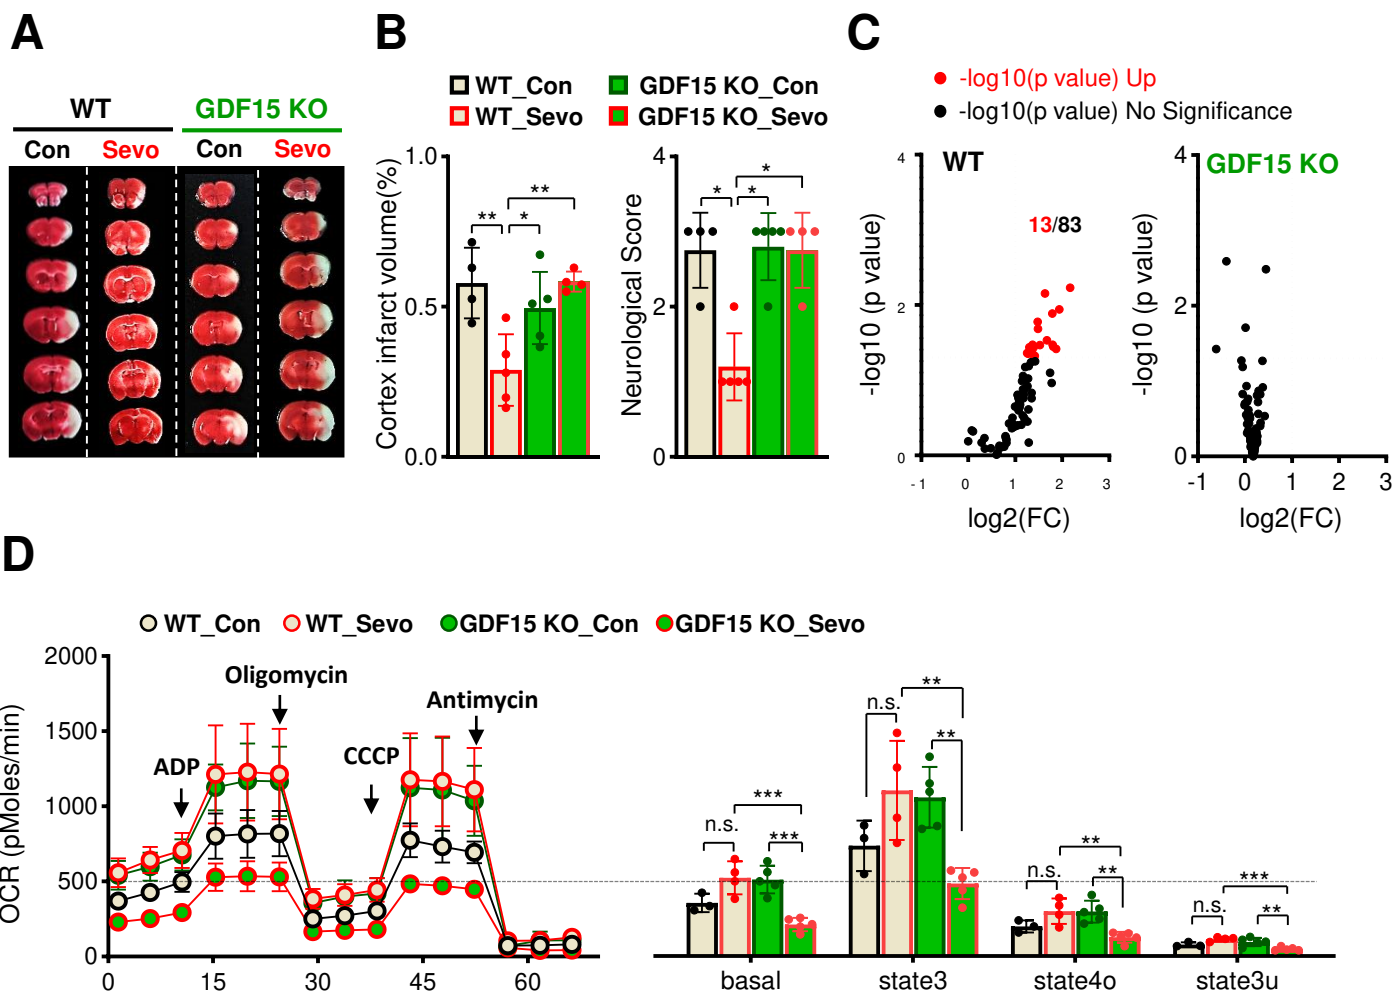 A
WT
GDF15 KO
Con
Sevo
Con
Sevo
B
WT_Con
GDF15 KO_Con
WT_Sevo
GDF15 KO_Sevo
Cortex infarct volume(%)
1.0
0.5
0.0
**
*
**
Neurological Score
4
2
0
*
*
*
C
-log10(p value) Up
-log10(p value) No Significance
WT
13/83
-log10 (p value)
4
2
0
-1 0 1 2 3
log2(FC)
GDF15 KO
-log10 (p value)
4
2
0
-1 0 1 2 3
log2(FC)
D
WT_Con WT_Sevo GDF15 KO_Con GDF15 KO_Sevo
OCR (pMoles/min)
2000
1500
1000
500
0
ADP
Oligomycin
CCCP
Antimycin
0 15 30 45 60
n.s.
***
***
n.s.
**
**
n.s.
**
**
n.s.
***
**
basal state3 state4o state3u